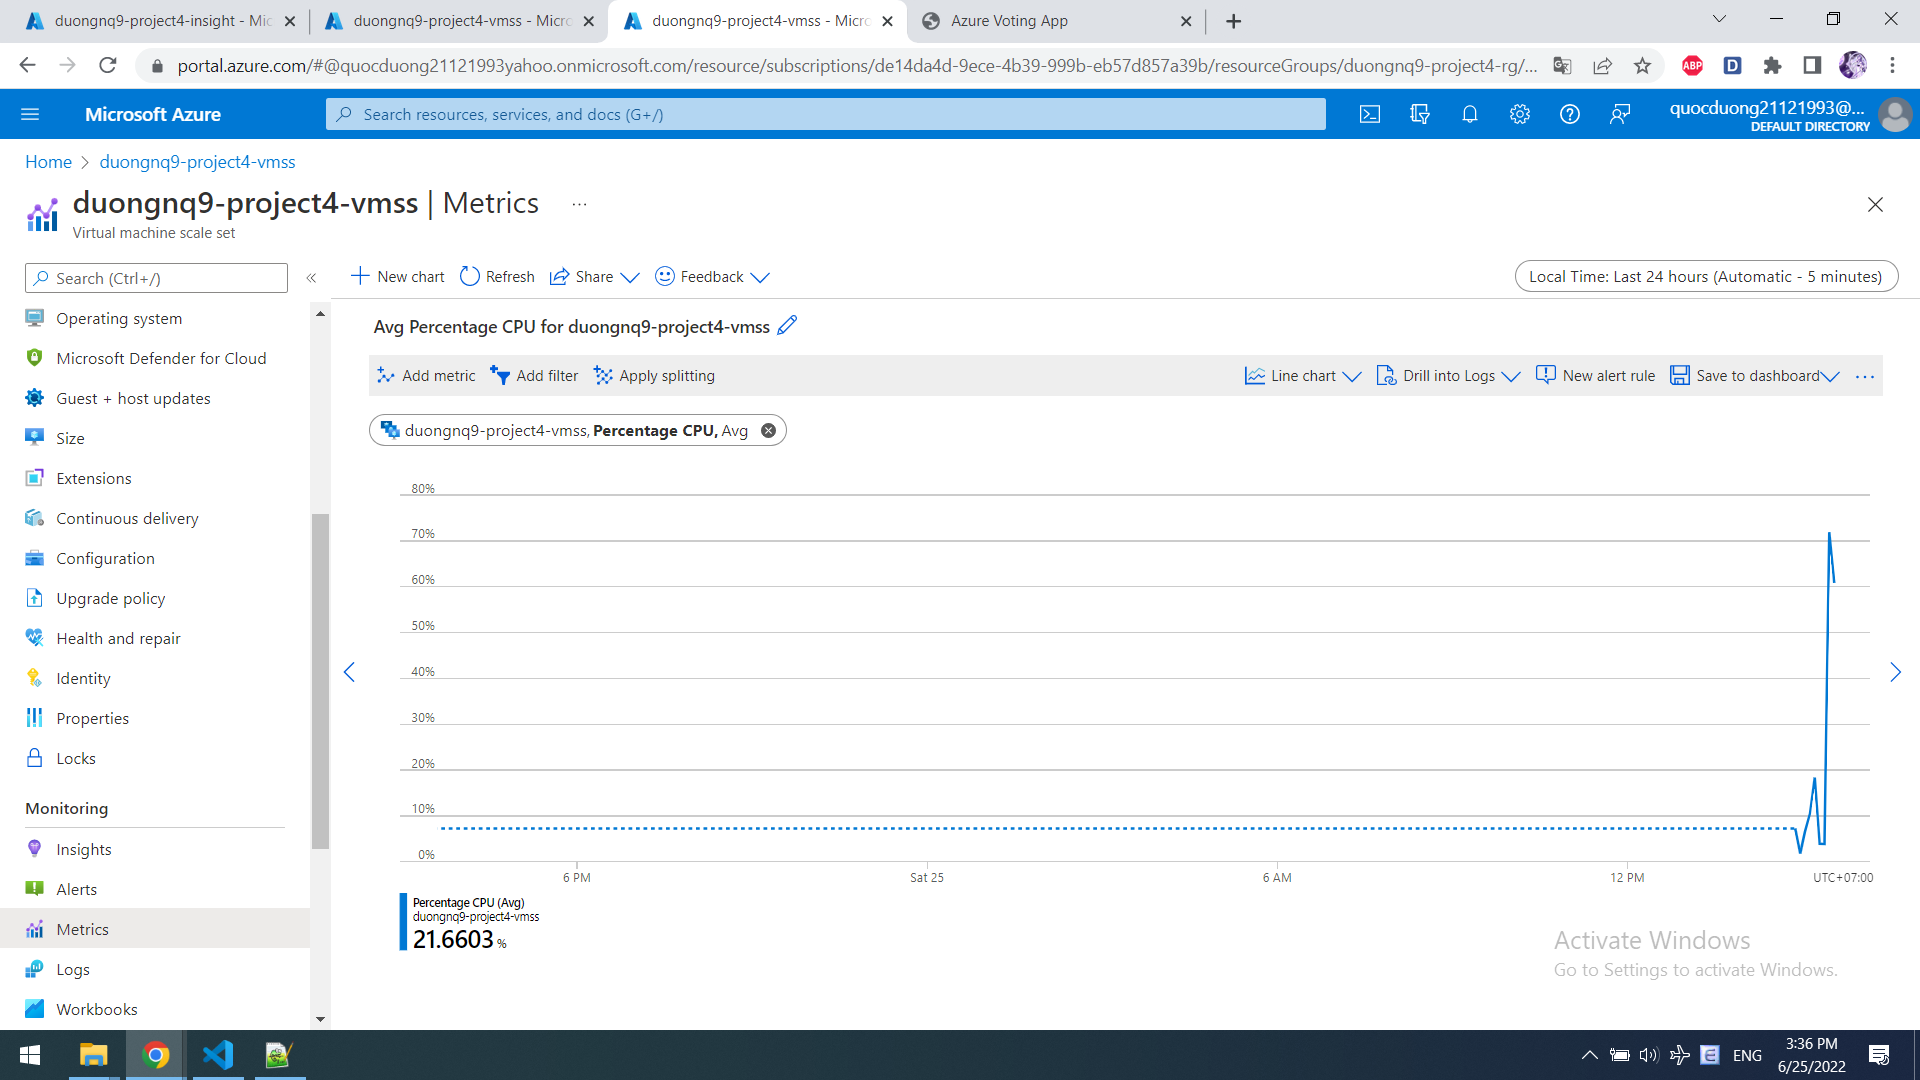 duongnq9-project4-insight - Mic
duongnq9-project4-vmss - Micro
duongnq9-project4-vmss - Micro
Azure Voting App
portal.azure.com/#@quocduong21121993yahoo.onmicrosoft.com/resource/subscriptions/de14da4d-9ece-4b39-999b-eb57d857a39b/resourceGroups/duongnq9-project4-rg/...
ABP
D
Microsoft Azure
Search resources, services, and docs (G+/)
quocduong21121993@...
DEFAULT DIRECTORY
Home
duongnq9-project4-vmss
duongnq9-project4-vmss | Metrics
...
Virtual machine scale set
Search (Ctrl+/)
«
New chart
Refresh
Share
Feedback
Local Time: Last 24 hours (Automatic - 5 minutes)
Operating system
Microsoft Defender for Cloud
Guest + host updates
Size
Extensions
Continuous delivery
Configuration
Upgrade policy
Health and repair
Identity
Properties
Locks
Monitoring
Insights
Alerts
Metrics
Logs
Workbooks
Avg Percentage CPU for duongnq9-project4-vmss
Add metric
Add filter
Apply splitting
Line chart
Drill into Logs
New alert rule
Save to dashboard
...
duongnq9-project4-vmss, Percentage CPU, Avg
80%
70%
60%
50%
40%
30%
20%
10%
0%
6 PM
Sat 25
6 AM
12 PM
UTC+07:00
Percentage CPU (Avg)
duongnq9-project4-vmss
21.6603 %
Activate Windows
Go to Settings to activate Windows.
E
ENG
3:36 PM
6/25/2022